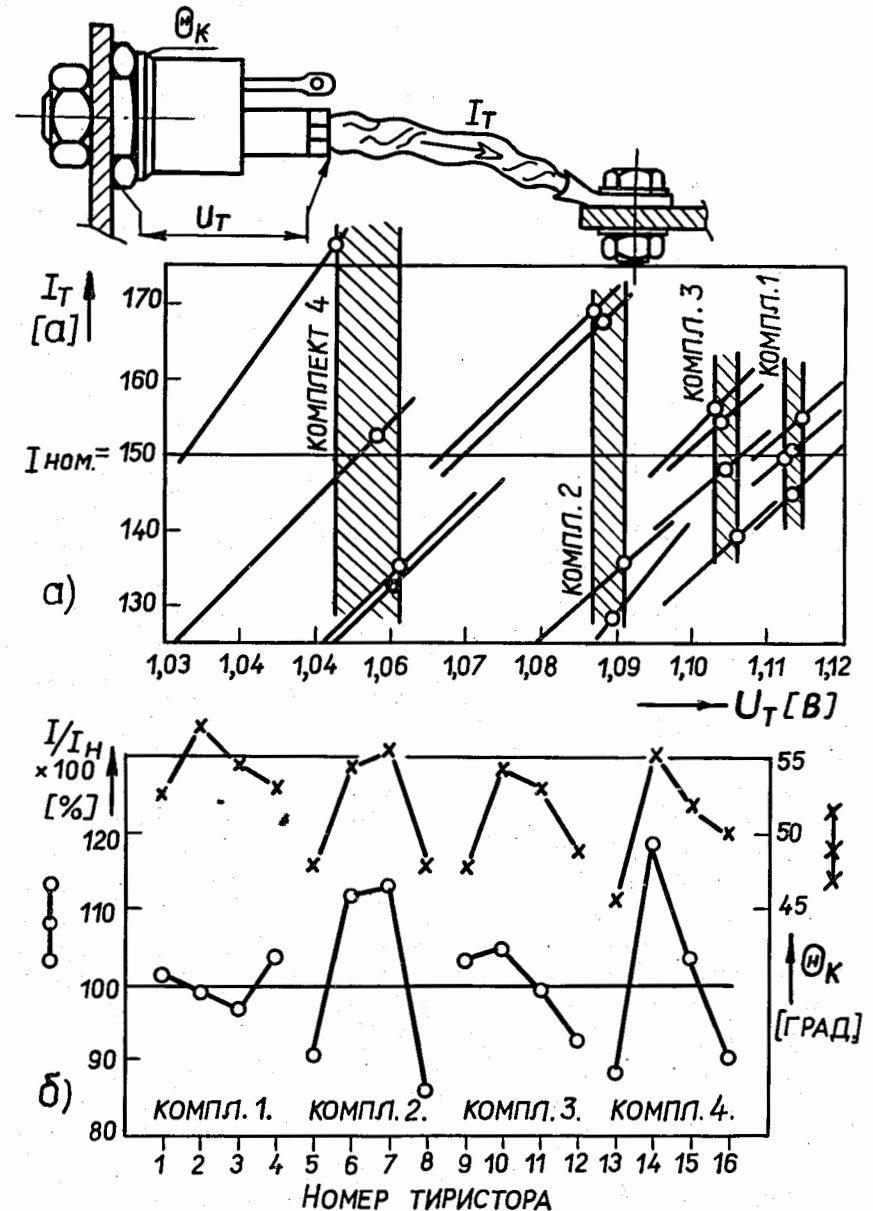 Θк
Iт
Uт
Iт
[а]
170
160
Iном.= 150
140
130
КОМПЛЕКТ 4
КОМПЛ. 2
КОМПЛ. 3
КОМПЛ. 1
а)
1,03 1,04 1,04 1,06 1,07 1,08 1,09 1,10 1,11 1,12
Uт [В]
I/Iн
×100
[%]
120
110
100
90
80
55
50
45
Θк
[ГРАД]
б)
КОМПЛ. 1. КОМПЛ. 2. КОМПЛ. 3. КОМПЛ. 4.
1 2 3 4 5 6 7 8 9 10 11 12 13 14 15 16
НОМЕР ТИРИСТОРА